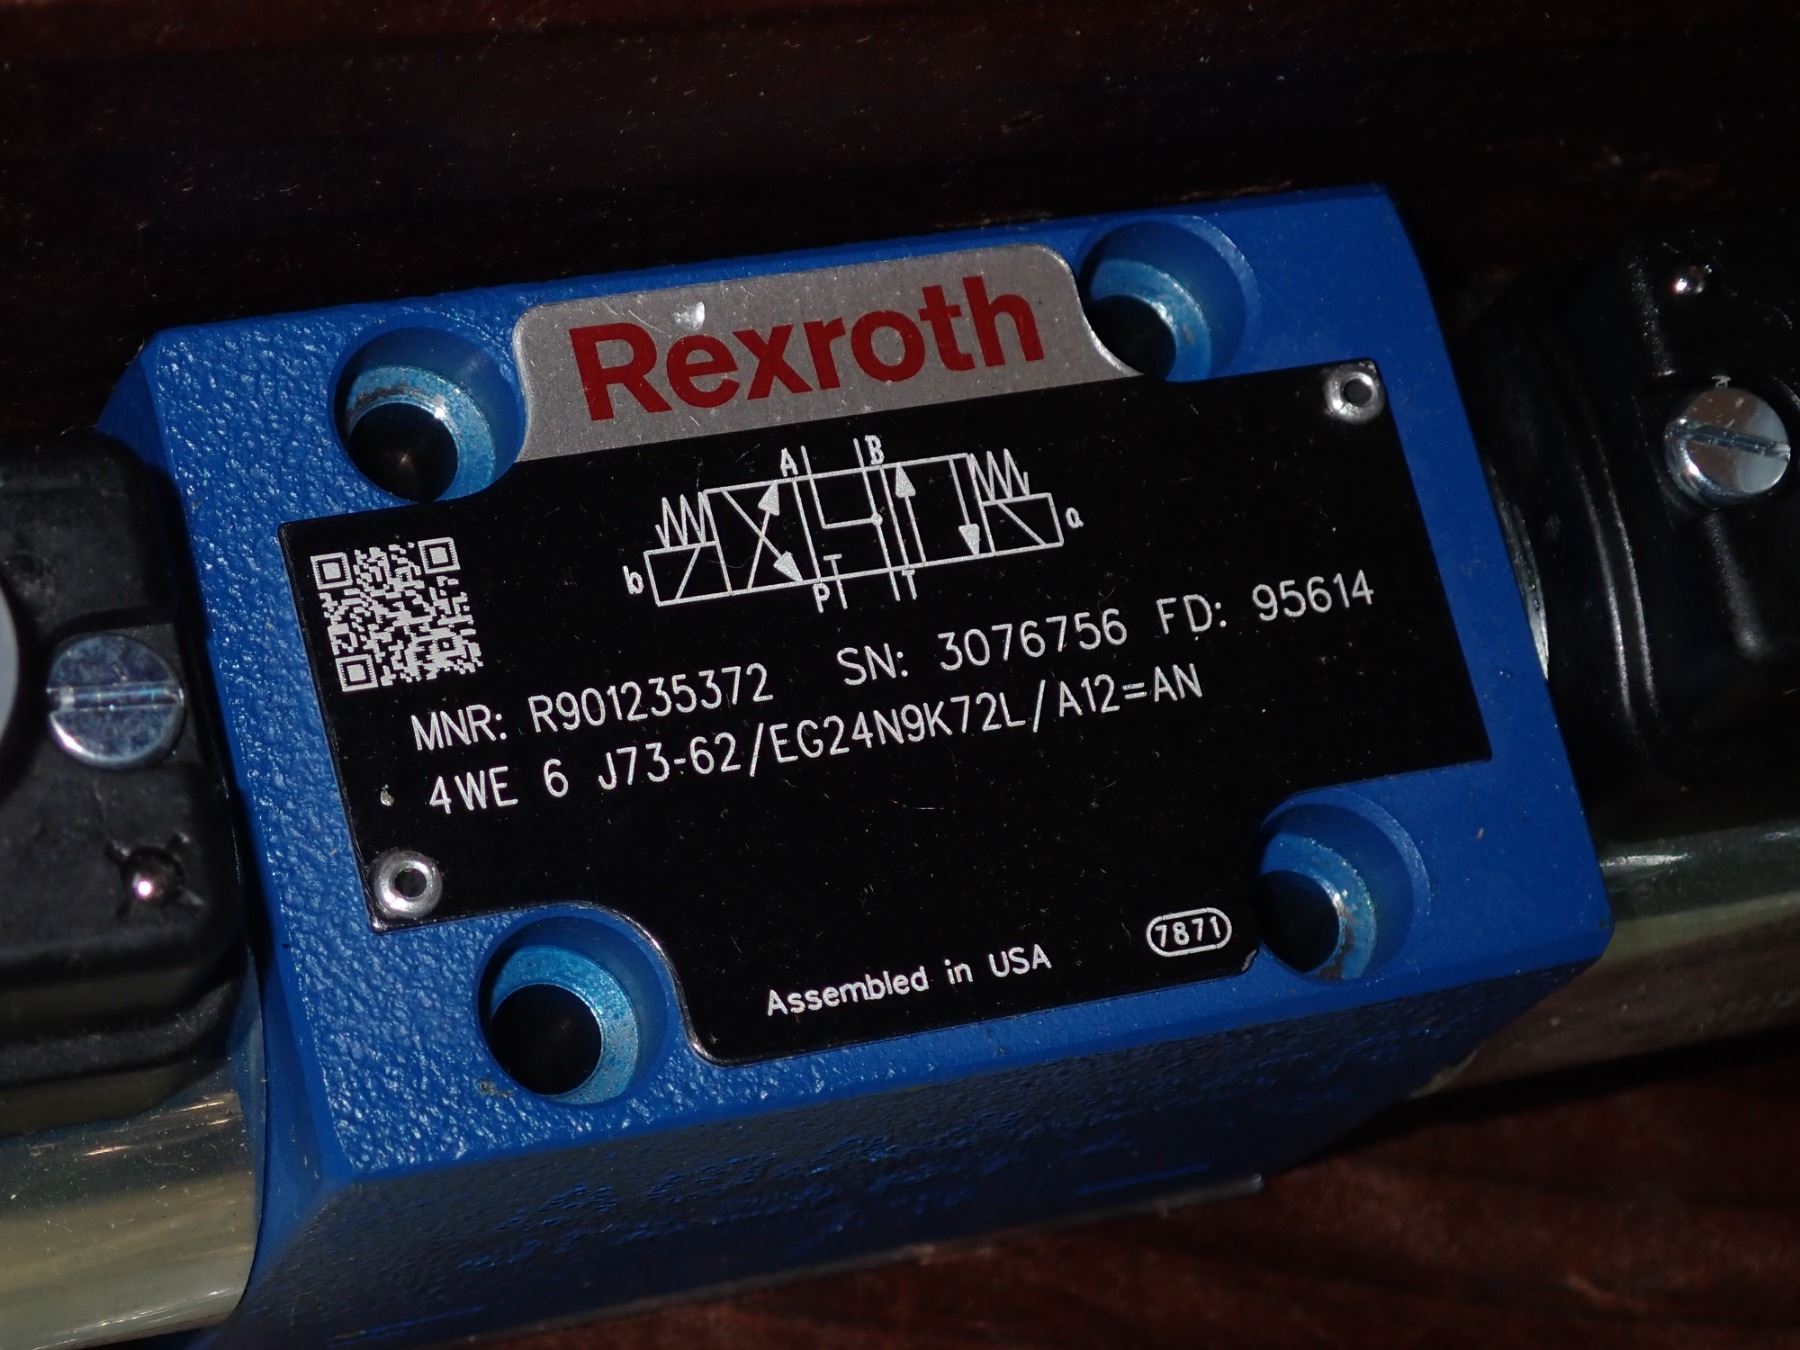 Rexroth
A B
b a
P T
MNR: R901235372 SN: 3076756 FD: 95614
4WE 6 J73-62/EG24N9K72L/A12=AN
Assembled in USA 7871